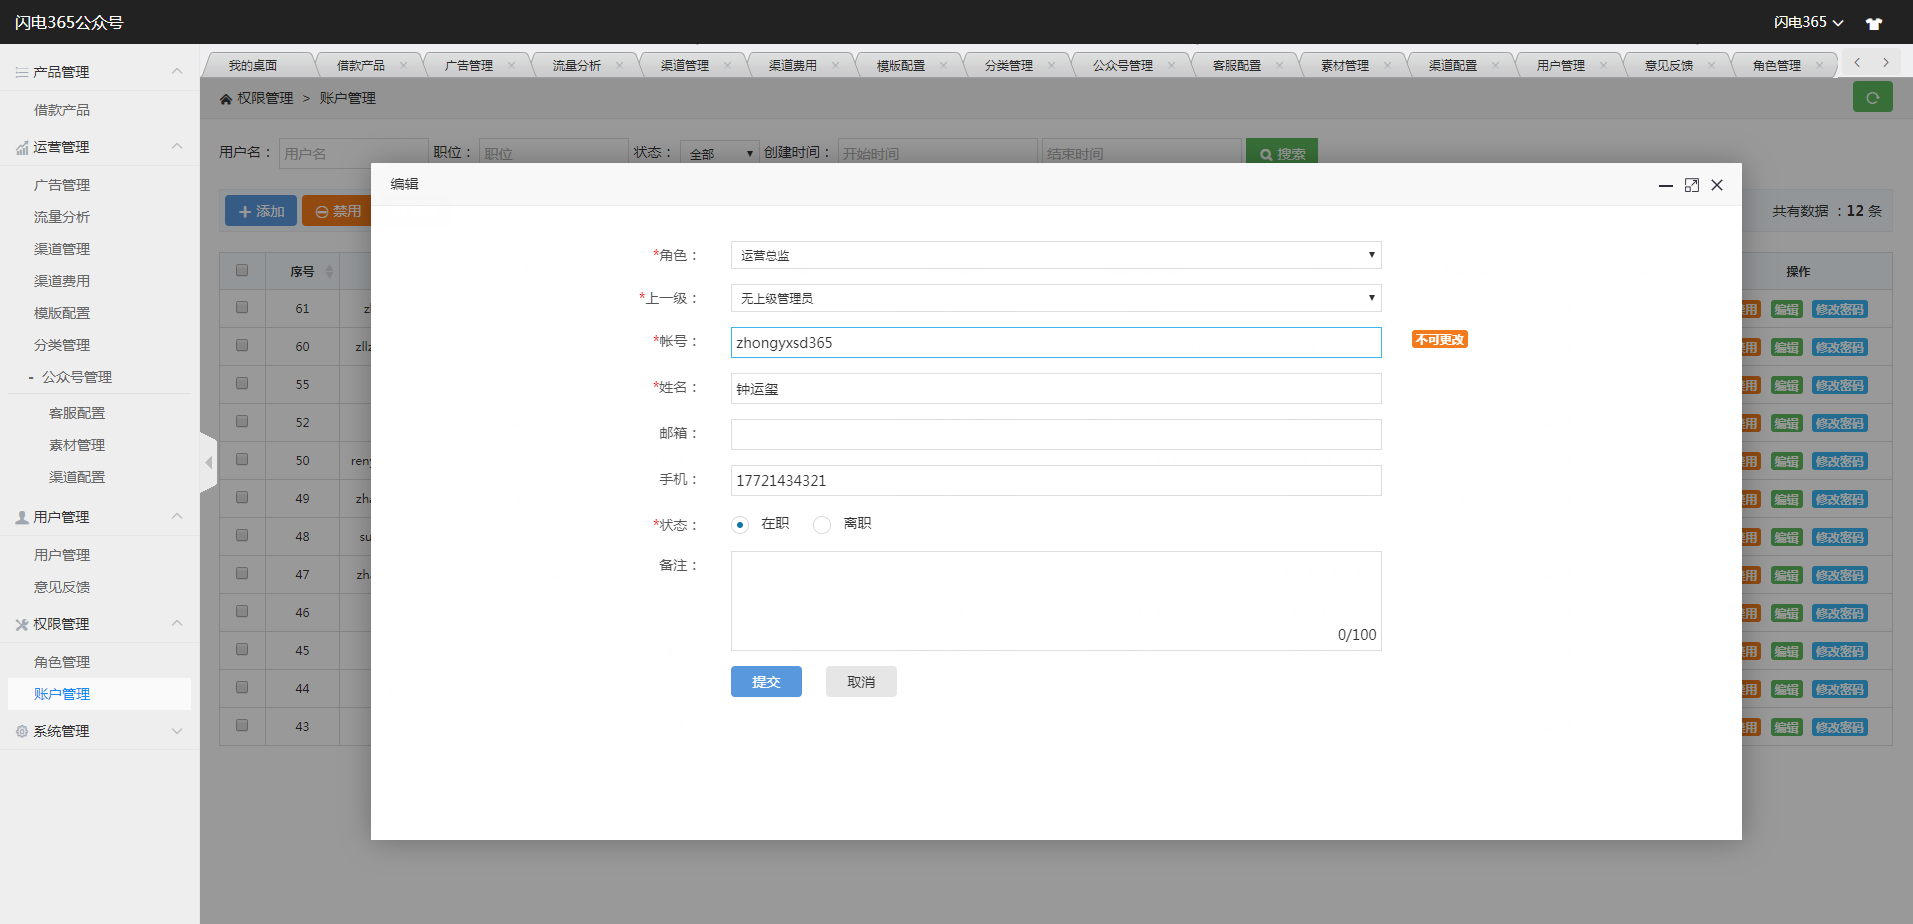 闪电365公众号
闪电365
产品管理
借款产品
运营管理
广告管理
流量分析
渠道管理
渠道费用
模版配置
分类管理
- 公众号管理
客服配置
素材管理
渠道配置
用户管理
用户管理
意见反馈
权限管理
角色管理
账户管理
系统管理
我的桌面 借款产品 广告管理 流量分析 渠道管理 渠道费用 模版配置 分类管理 公众号管理 客服配置 素材管理 渠道配置 用户管理 意见反馈 角色管理
权限管理 > 账户管理
用户名： 用户名 职位： 职位 状态： 全部 创建时间： 开始时间 结束时间 搜索
添加 禁用 共有数据 ：12 条
序号 操作
61 编辑 修改密码
60 编辑 修改密码
55 编辑 修改密码
52 编辑 修改密码
50 编辑 修改密码
49 编辑 修改密码
48 编辑 修改密码
47 编辑 修改密码
46 编辑 修改密码
45 编辑 修改密码
44 编辑 修改密码
43 编辑 修改密码
编辑
*角色： 运营总监
*上一级： 无上级管理员
*帐号： zhongyxsd365 不可更改
*姓名： 钟运玺
邮箱：
手机： 17721434321
*状态： 在职 离职
备注：
0/100
提交 取消